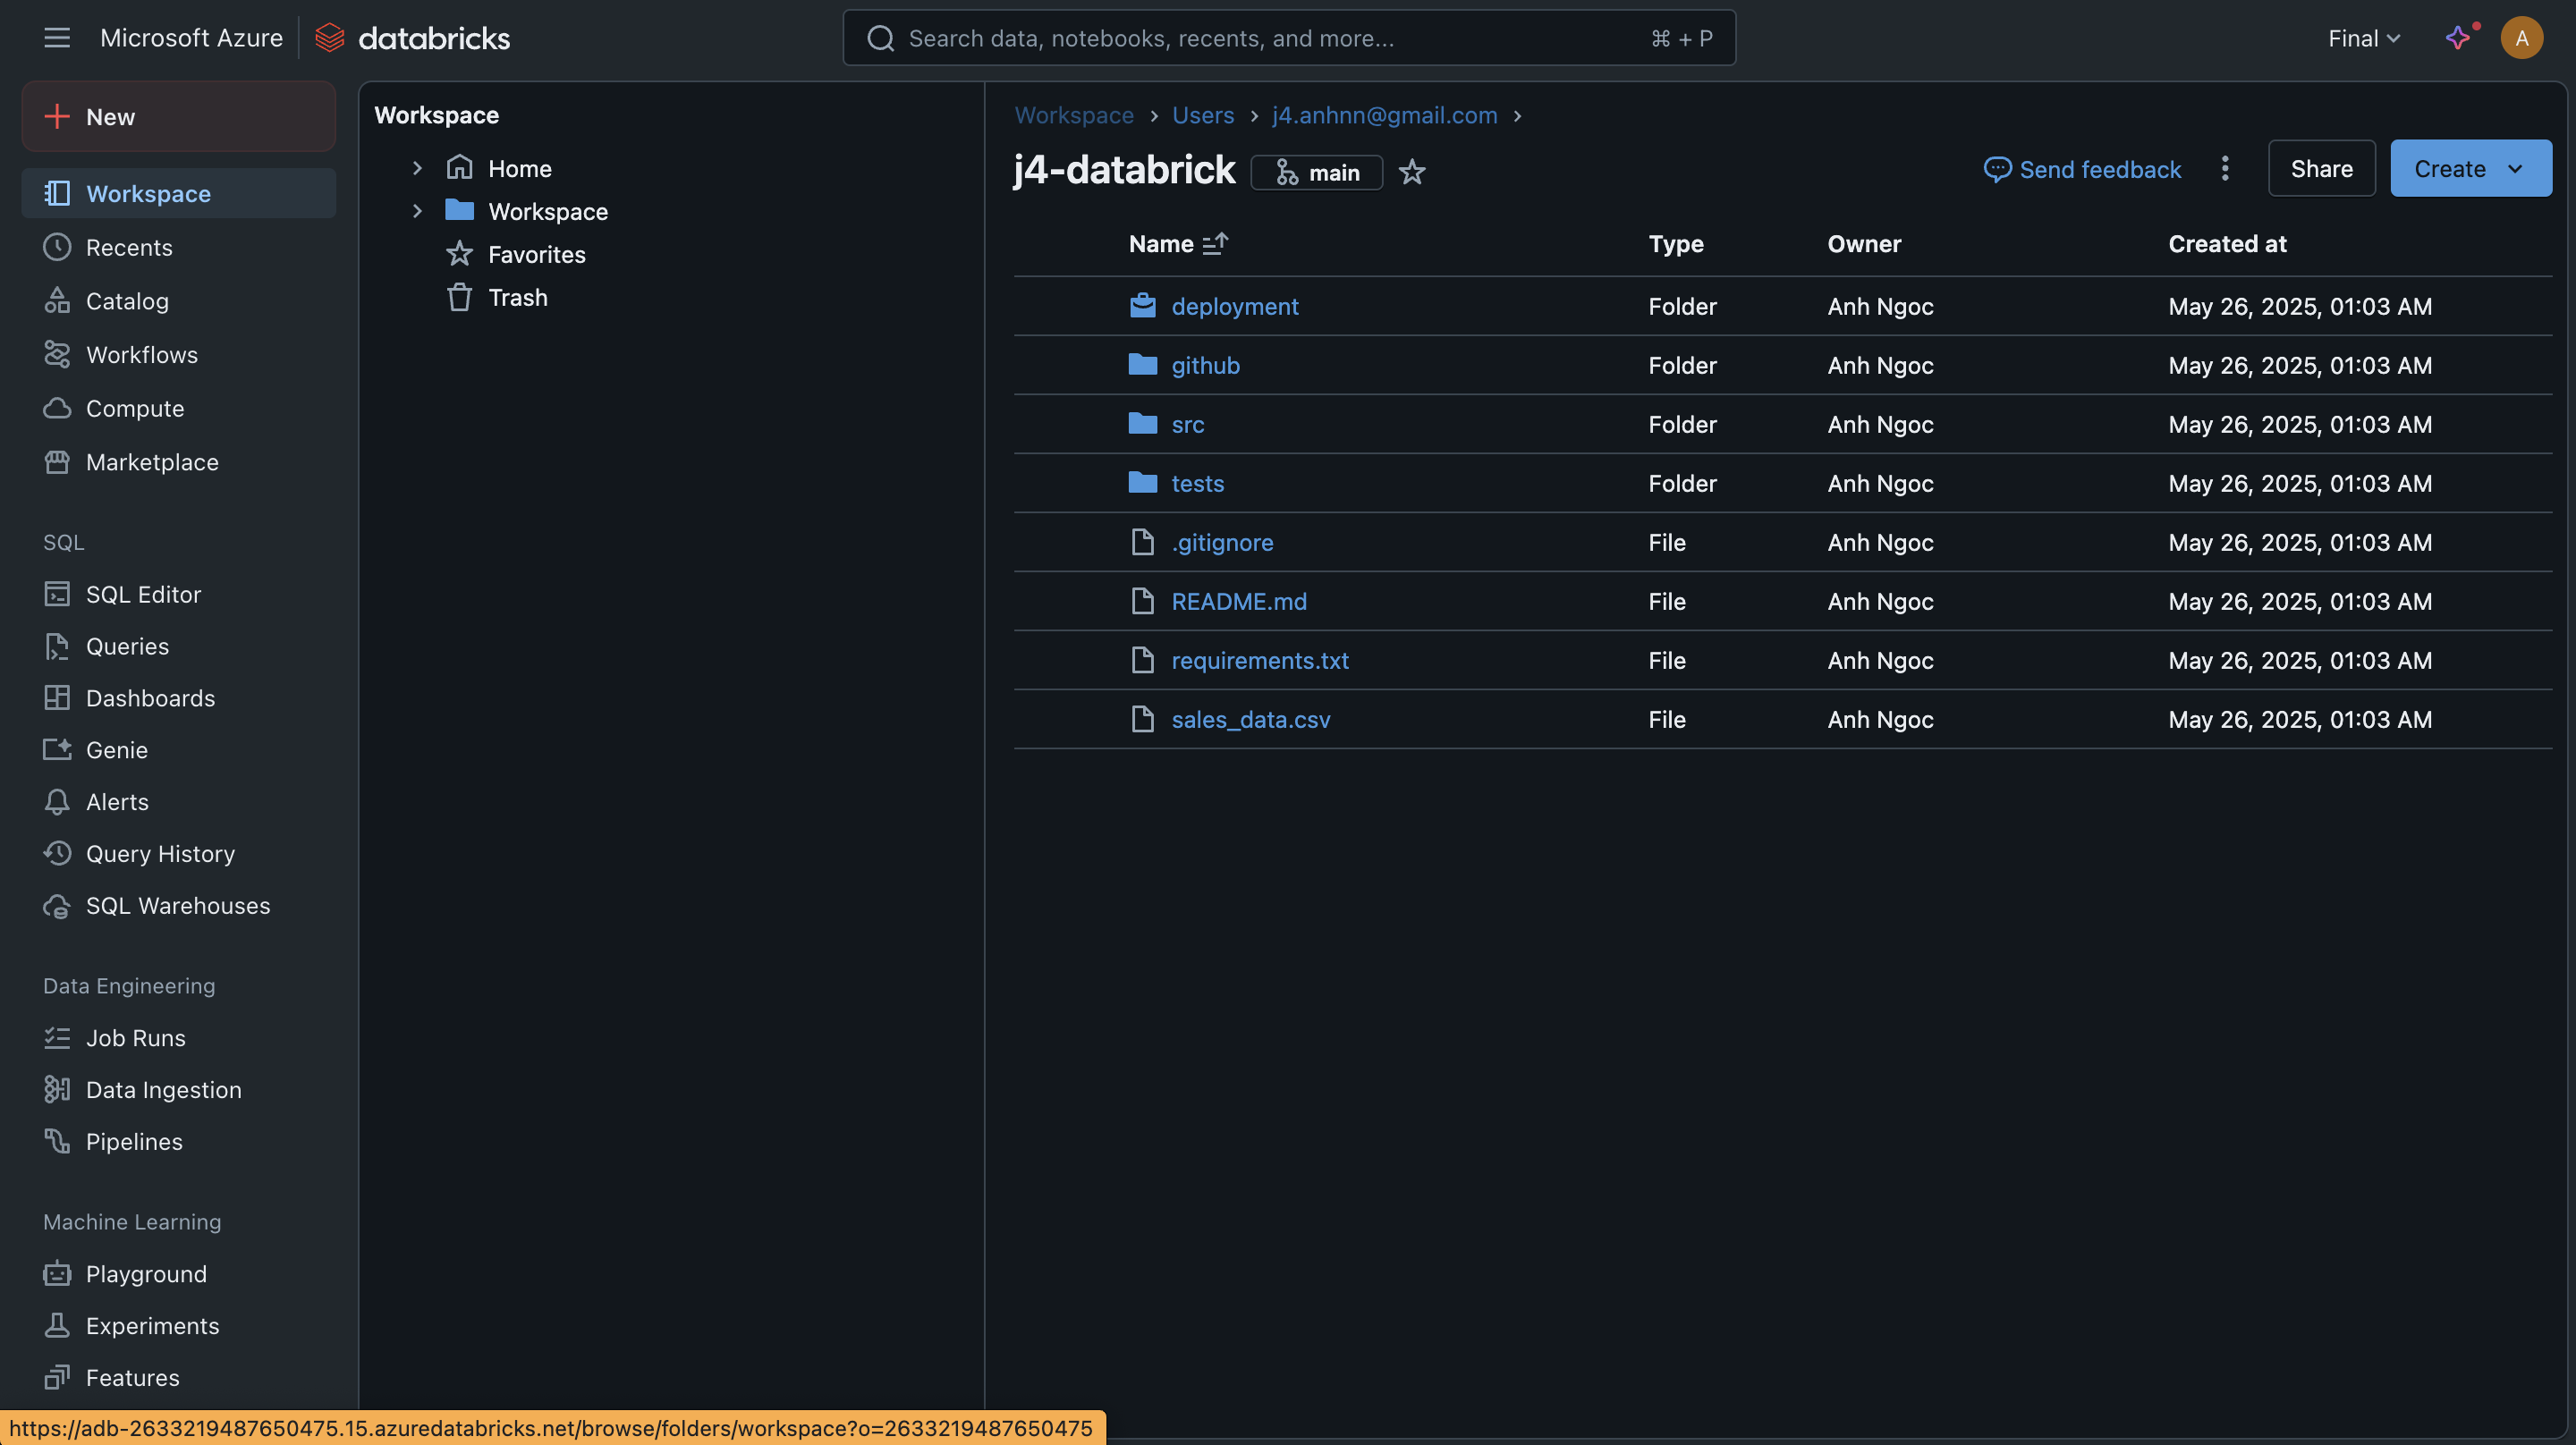 Microsoft Azure databricks
Search data, notebooks, recents, and more... ⌘ + P
Final
A
New
Workspace
Recents
Catalog
Workflows
Compute
Marketplace
SQL
SQL Editor
Queries
Dashboards
Genie
Alerts
Query History
SQL Warehouses
Data Engineering
Job Runs
Data Ingestion
Pipelines
Machine Learning
Playground
Experiments
Features
Workspace
Home
Workspace
Favorites
Trash
Workspace > Users > j4.anhnn@gmail.com >
j4-databrick main
Send feedback
Share
Create
Name Type Owner Created at
deployment Folder Anh Ngoc May 26, 2025, 01:03 AM
github Folder Anh Ngoc May 26, 2025, 01:03 AM
src Folder Anh Ngoc May 26, 2025, 01:03 AM
tests Folder Anh Ngoc May 26, 2025, 01:03 AM
.gitignore File Anh Ngoc May 26, 2025, 01:03 AM
README.md File Anh Ngoc May 26, 2025, 01:03 AM
requirements.txt File Anh Ngoc May 26, 2025, 01:03 AM
sales_data.csv File Anh Ngoc May 26, 2025, 01:03 AM
https://adb-2633219487650475.15.azuredatabricks.net/browse/folders/workspace?o=2633219487650475